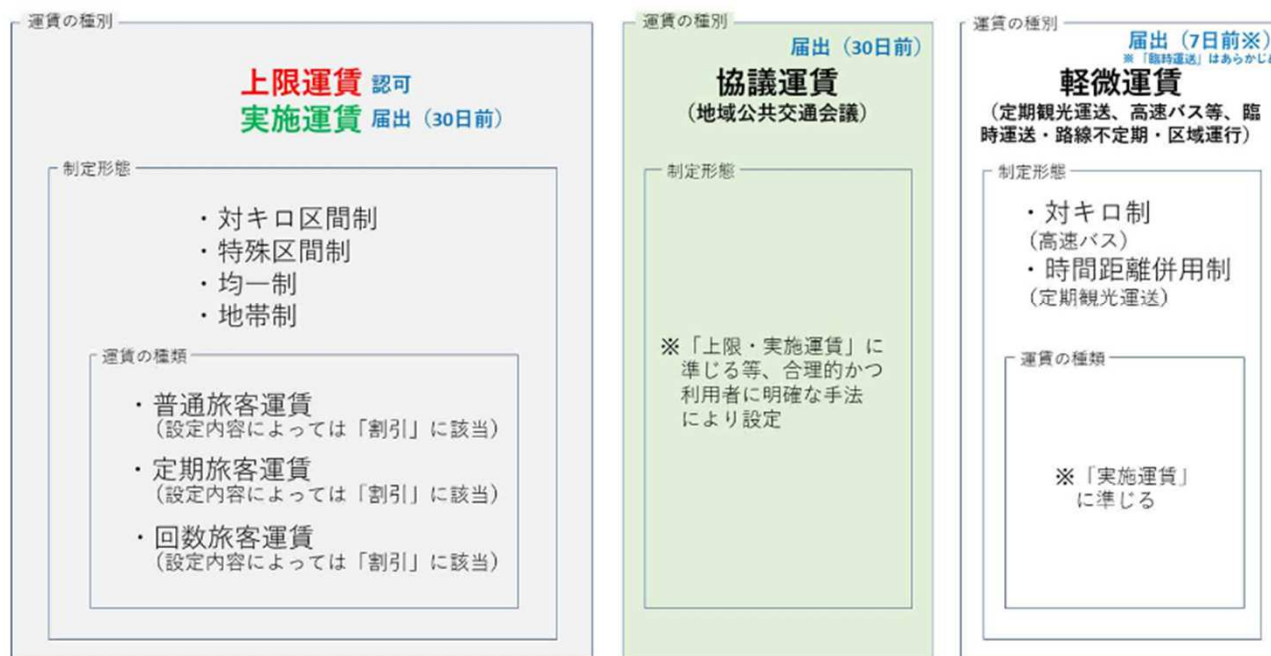 運賃の種別
上限運賃 認可
実施運賃 届出（30日前）
制定形態
・対キロ区間制
・特殊区間制
・均一制
・地帯制
運賃の種類
・普通旅客運賃
（設定内容によっては「割引」に該当）
・定期旅客運賃
（設定内容によっては「割引」に該当）
・回数旅客運賃
（設定内容によっては「割引」に該当）
運賃の種別
届出（30日前）
協議運賃
（地域公共交通会議）
制定形態
※「上限・実施運賃」に
準じる等、合理的かつ
利用者に明確な手法
により設定
運賃の種別
届出（7日前※）
※「臨時運送」はあらかじめ
軽微運賃
（定期観光運送、高速バス等、臨
時運送・路線不定期・区域運行）
制定形態
・対キロ制
（高速バス）
・時間距離併用制
（定期観光運送）
運賃の種類
※「実施運賃」
に準じる